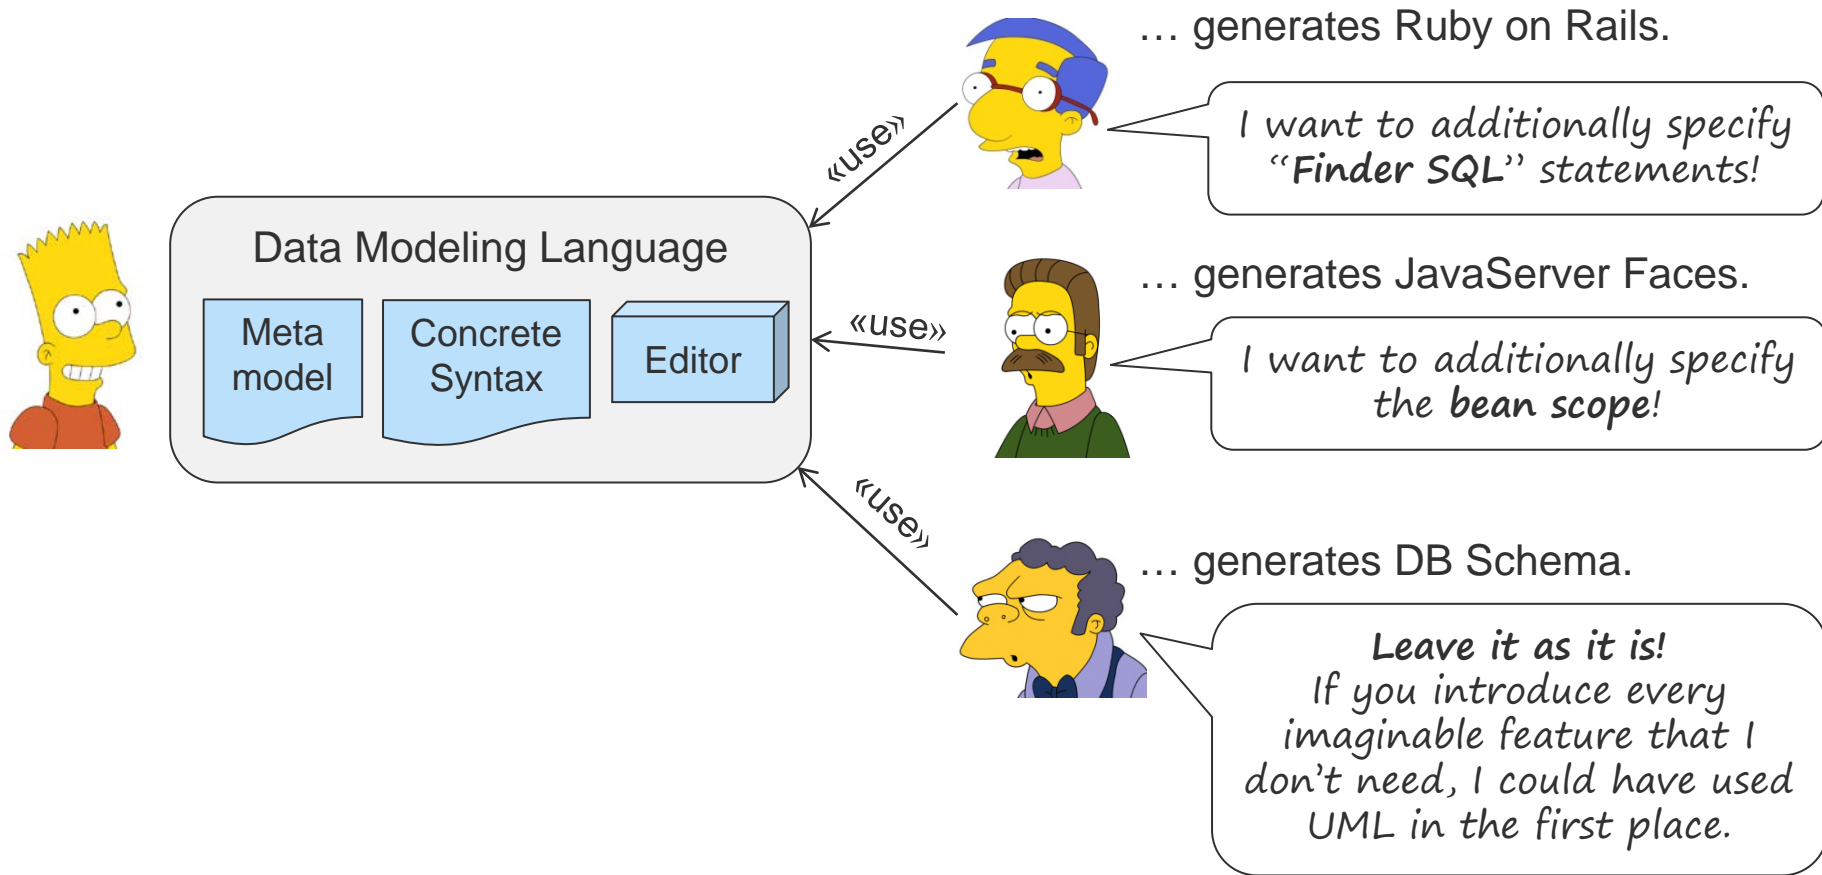 … generates Ruby on Rails.
I want to additionally specify
“Finder SQL” statements!
«use»
Data Modeling Language
Meta
model
Concrete
Syntax
Editor
«use»
… generates JavaServer Faces.
I want to additionally specify
the bean scope!
«use»
… generates DB Schema.
Leave it as it is!
If you introduce every
imaginable feature that I
don’t need, I could have used
UML in the first place.